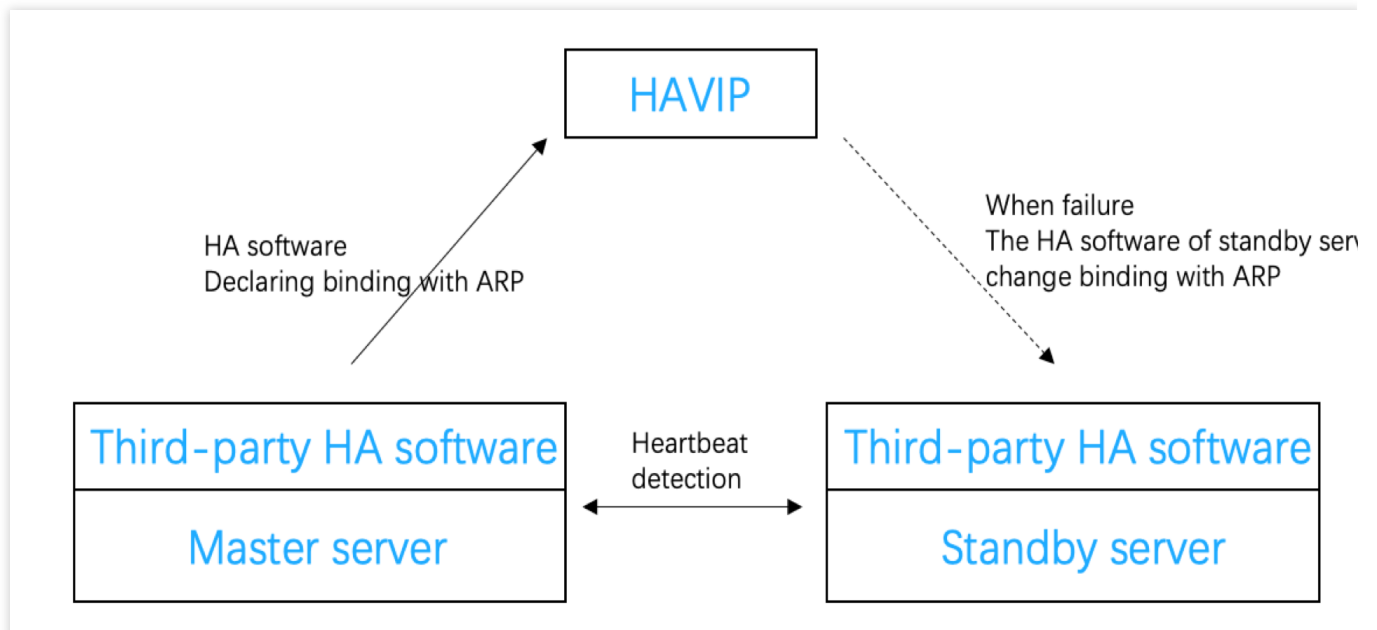 HAVIP
HA software
Declaring binding with ARP
When failure
The HA software of standby
change binding with ARP
Third-party HA software
Master server
Heartbeat
detection
Third-party HA software
Standby server